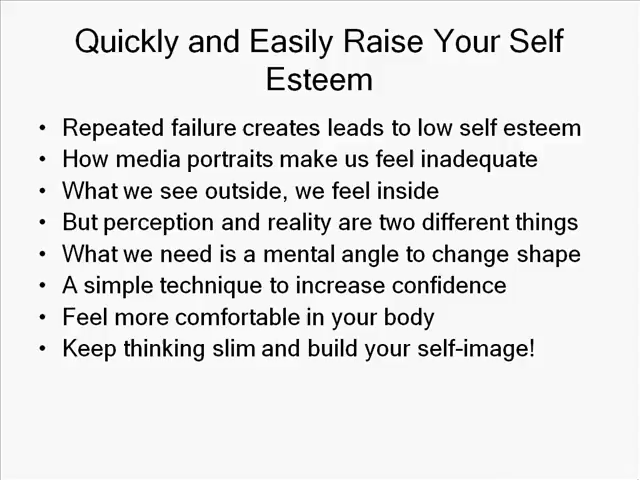 Quickly and Easily Raise Your Self
Esteem
• Repeated failure creates leads to low self esteem
• How media portraits make us feel inadequate
• What we see outside, we feel inside
• But perception and reality are two different things
• What we need is a mental angle to change shape
• A simple technique to increase confidence
• Feel more comfortable in your body
• Keep thinking slim and build your self-image!